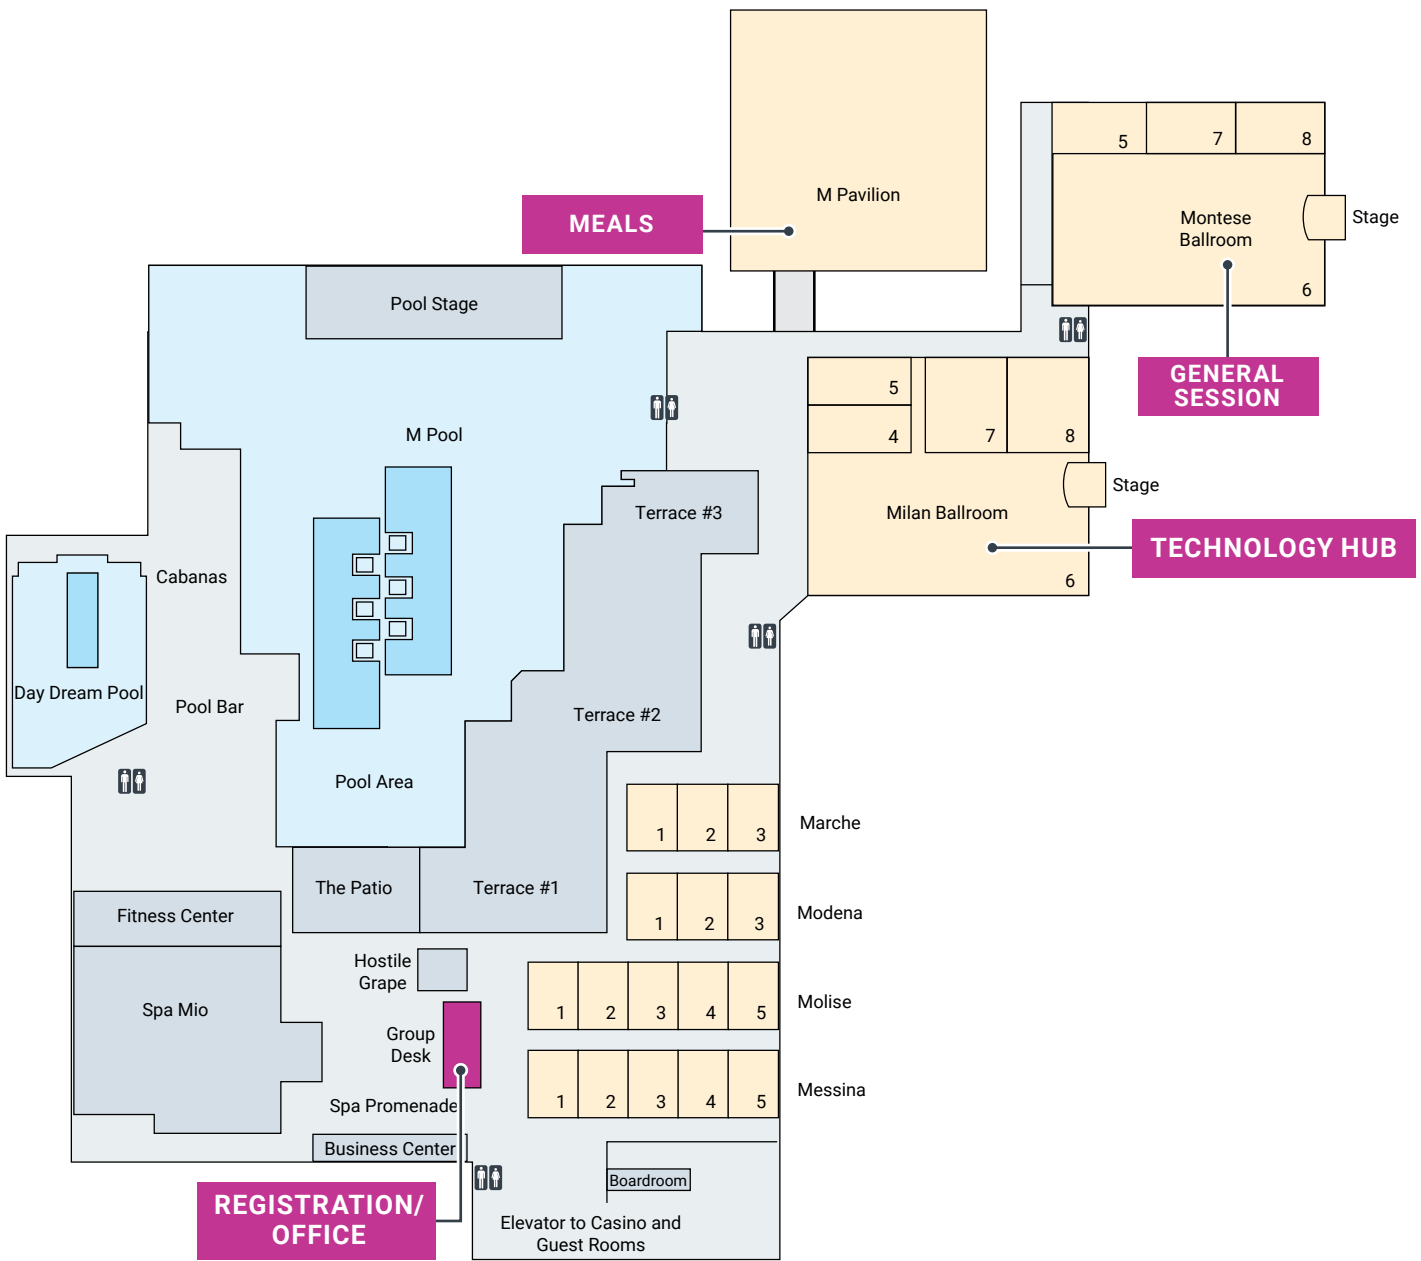 M Pavilion
MEALS
5
7
8
Montese
Ballroom
Stage
6
GENERAL
SESSION
Pool Stage
M Pool
5
4
7
8
Stage
Milan Ballroom
TECHNOLOGY HUB
6
Terrace #3
Cabanas
Day Dream Pool
Pool Bar
Terrace #2
Pool Area
1
2
3
Marche
The Patio
Terrace #1
Fitness Center
1
2
3
Modena
Hostile
Grape
Spa Mio
1
2
3
4
5
Molise
Group
Desk
Spa Promenade
1
2
3
4
5
Messina
Business Center
Boardroom
REGISTRATION/
OFFICE
Elevator to Casino and
Guest Rooms